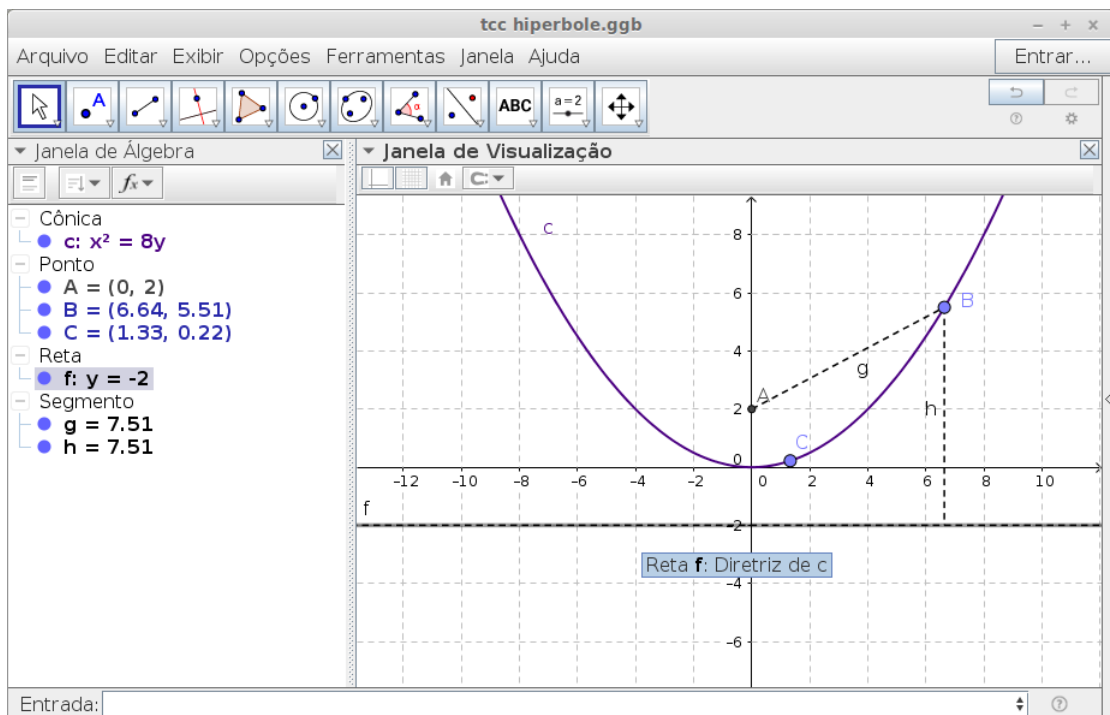 tcc hiperbole.ggb
Arquivo Editar Exibir Opções Ferramentas Janela Ajuda
Entrar...
A
α
ABC
a=2
Janela de Álgebra
Janela de Visualização
fx
Cônica
c: x² = 8y
Ponto
A = (0, 2)
B = (6.64, 5.51)
C = (1.33, 0.22)
Reta
f: y = -2
Segmento
g = 7.51
h = 7.51
c
8
6
B
4
g
A
2
h
C
0
-12 -10 -8 -6 -4 -2 0 2 4 6 8 10
f
-2
Reta f: Diretriz de c
-4
-6
Entrada: